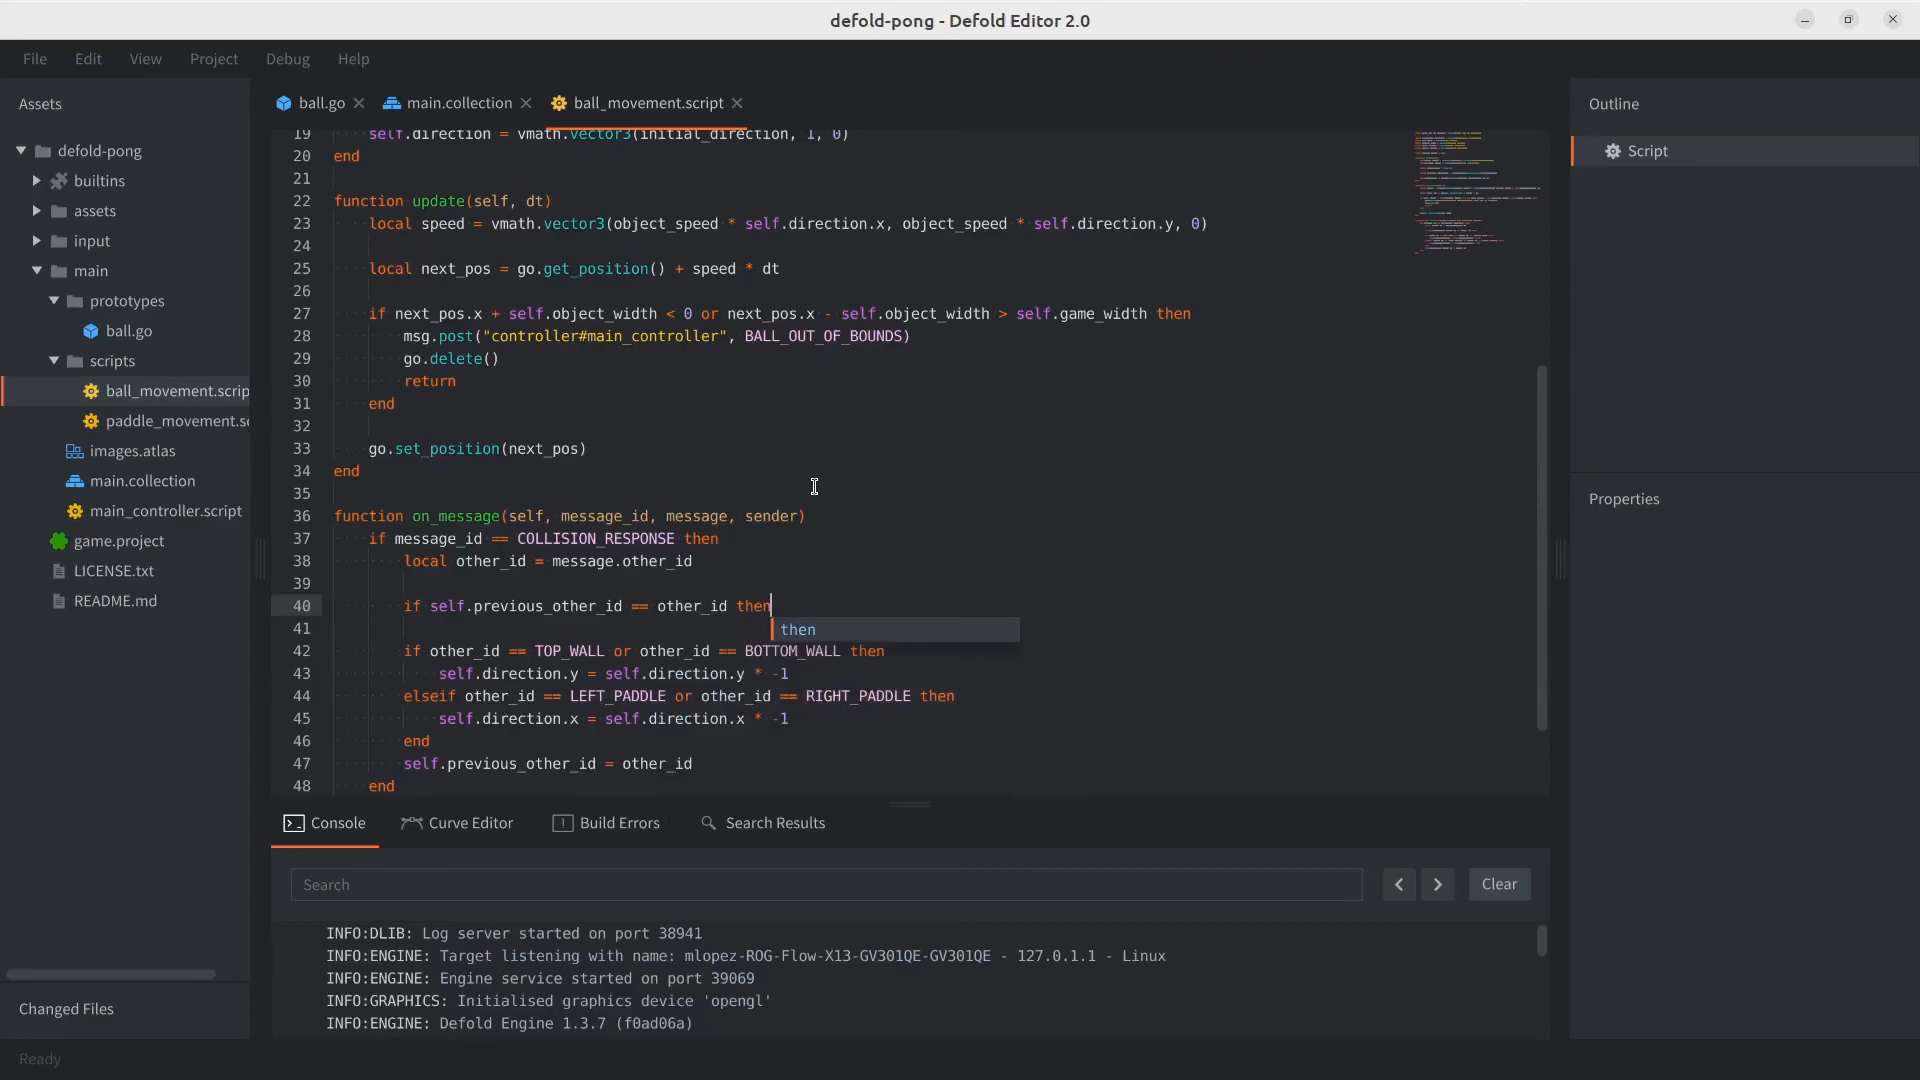 defold-pong - Defold Editor 2.0
File Edit View Project Debug Help
Assets
defold-pong
builtins
assets
input
main
prototypes
ball.go
scripts
ball_movement.scrip
paddle_movement.sc
images.atlas
main.collection
main_controller.script
game.project
LICENSE.txt
README.md
Changed Files
Ready
ball.go main.collection ball_movement.script
19 self.direction = vmath.vector3(initial_direction, 1, 0)
20 end
21
22 function update(self, dt)
23 local speed = vmath.vector3(object_speed * self.direction.x, object_speed * self.direction.y, 0)
24
25 local next_pos = go.get_position() + speed * dt
26
27 if next_pos.x + self.object_width < 0 or next_pos.x - self.object_width > self.game_width then
28 msg.post("controller#main_controller", BALL_OUT_OF_BOUNDS)
29 go.delete()
30 return
31 end
32
33 go.set_position(next_pos)
34 end
35
36 function on_message(self, message_id, message, sender)
37 if message_id == COLLISION_RESPONSE then
38 local other_id = message.other_id
39
40 if self.previous_other_id == other_id then
41 then
42 if other_id == TOP_WALL or other_id == BOTTOM_WALL then
43 self.direction.y = self.direction.y * -1
44 elseif other_id == LEFT_PADDLE or other_id == RIGHT_PADDLE then
45 self.direction.x = self.direction.x * -1
46 end
47 self.previous_other_id = other_id
48 end
Console Curve Editor Build Errors Search Results
Search Clear
INFO:DLIB: Log server started on port 38941
INFO:ENGINE: Target listening with name: mlopez-ROG-Flow-X13-GV301QE-GV301QE - 127.0.1.1 - Linux
INFO:ENGINE: Engine service started on port 39069
INFO:GRAPHICS: Initialised graphics device 'opengl'
INFO:ENGINE: Defold Engine 1.3.7 (f0ad06a)
Outline
Script
Properties